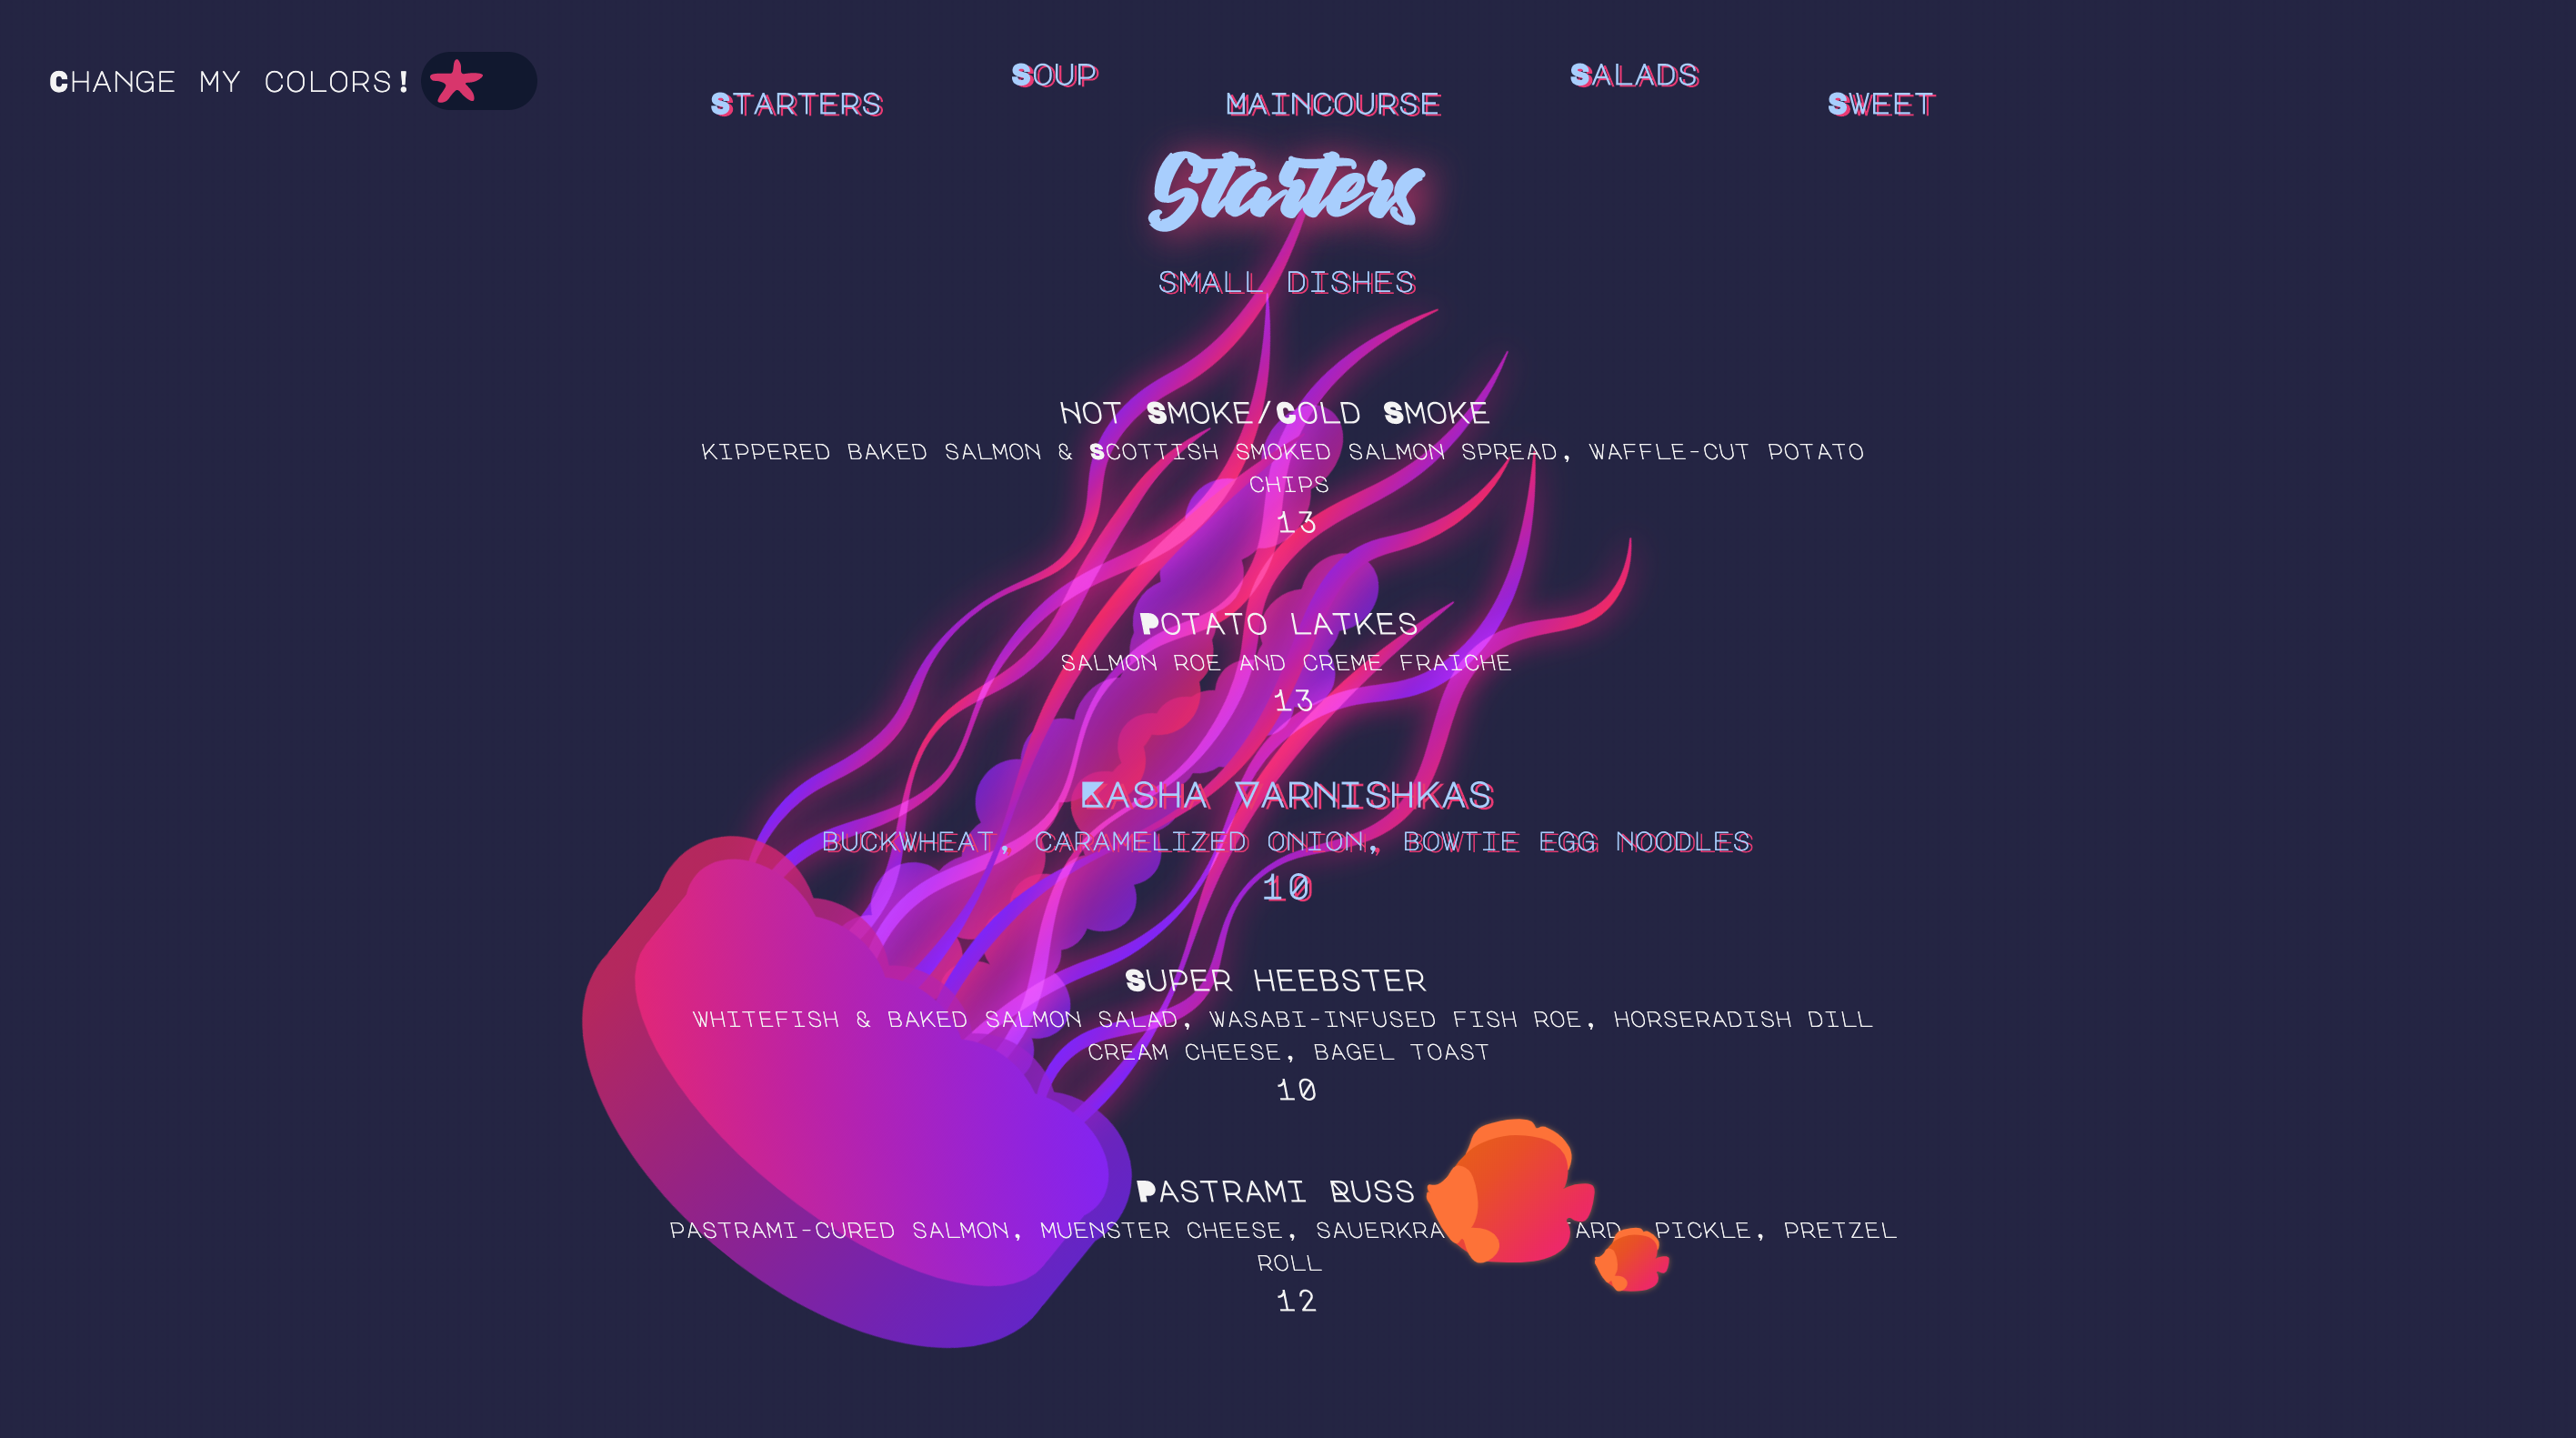 Change my colors!
Soup
Salads
Starters
Maincourse
Sweet
Starters
small dishes
Hot Smoke/Cold Smoke
kippered baked salmon & Scottish smoked salmon spread, waffle-cut potato
chips
13
Potato Latkes
salmon roe and creme fraiche
13
Kasha Varnishkas
buckwheat, caramelized onion, bowtie egg noodles
10
Super Heebster
whitefish & baked salmon salad, wasabi-infused fish roe, horseradish dill
cream cheese, bagel toast
10
Pastrami Russ
pastrami-cured salmon, muenster cheese, pickle, pretzel
roll
12